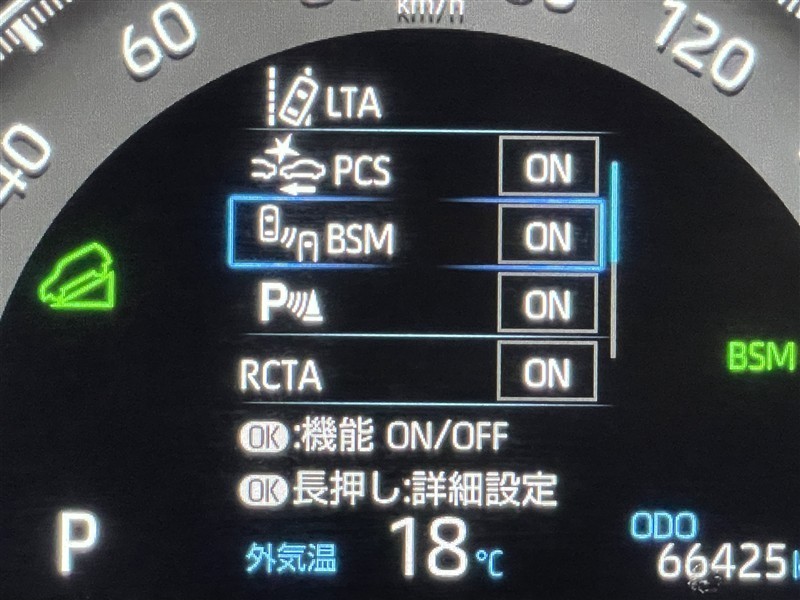 km/h
60
120
40
LTA
PCS ON
BSM ON
P ON
BSM
RCTA ON
OK:機能 ON/OFF
OK長押し:詳細設定
P
外気温 18℃
ODO
66425